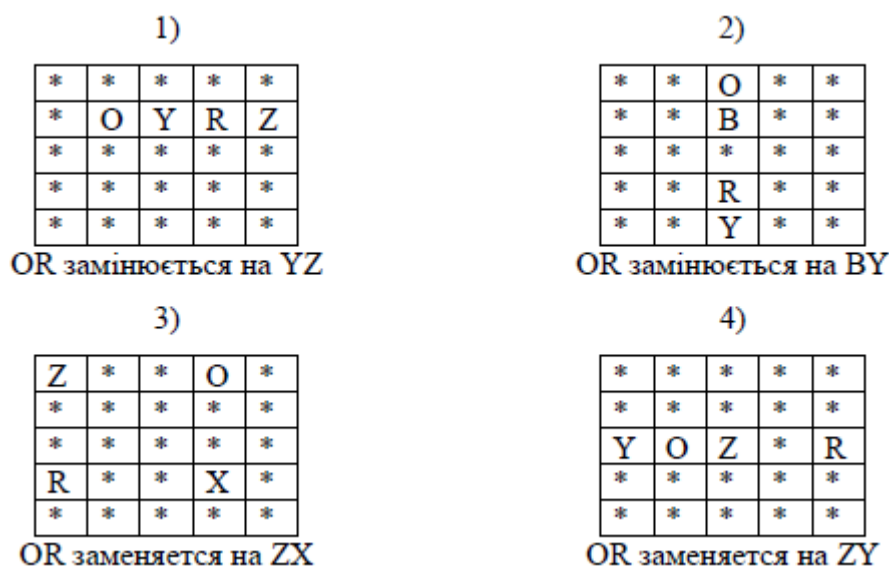 1) 2)
* * * * * * * O * *
* O Y R Z * * B * *
* * * * * * * * * *
* * * * * * * R * *
* * * * * * * Y * *
OR замінюється на YZ OR замінюється на BY
3) 4)
Z * * O * * * * * *
* * * * * * * * * *
* * * * * Y O Z * R
R * * X * * * * * *
* * * * * * * * * *
OR заменяется на ZX OR заменяется на ZY